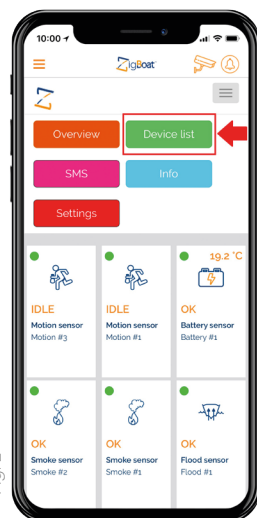 10:00
ZigBoat
Z
Overview
Device list
SMS
Info
Settings
19.2 °C
IDLE
IDLE
OK
Motion sensor
Motion sensor
Battery sensor
Motion #3
Motion #1
Battery #1
OK
OK
OK
Smoke sensor
Smoke sensor
Flood sensor
Smoke #2
Smoke #1
Flood #1